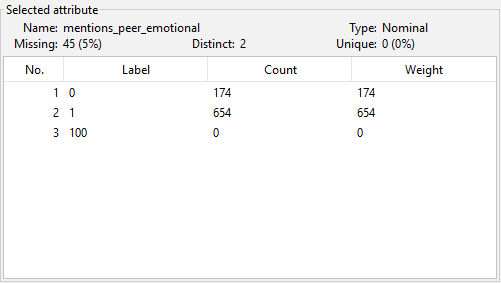 Selected attribute
Name: mentions_peer_emotional Type: Nominal
Missing: 45 (5%) Distinct: 2 Unique: 0 (0%)
No. Label Count Weight
1 0 174 174
2 1 654 654
3 100 0 0